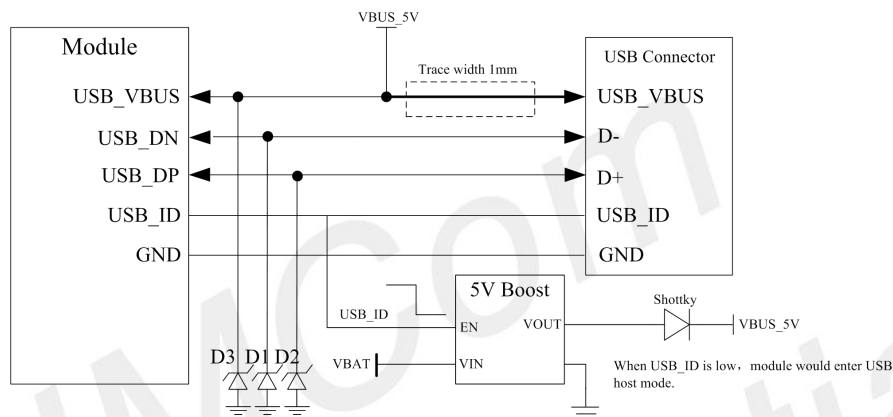 VBUS_5V
Module
USB Connector
Trace width 1mm
USB_VBUS
USB_VBUS
USB_DN
D-
USB_DP
D+
USB_ID
USB_ID
GND
GND
5V Boost
USB_ID
EN
VOUT
Shottky
VBUS_5V
D3 D1 D2
VBAT
VIN
When USB_ID is low，module would enter USB
host mode.